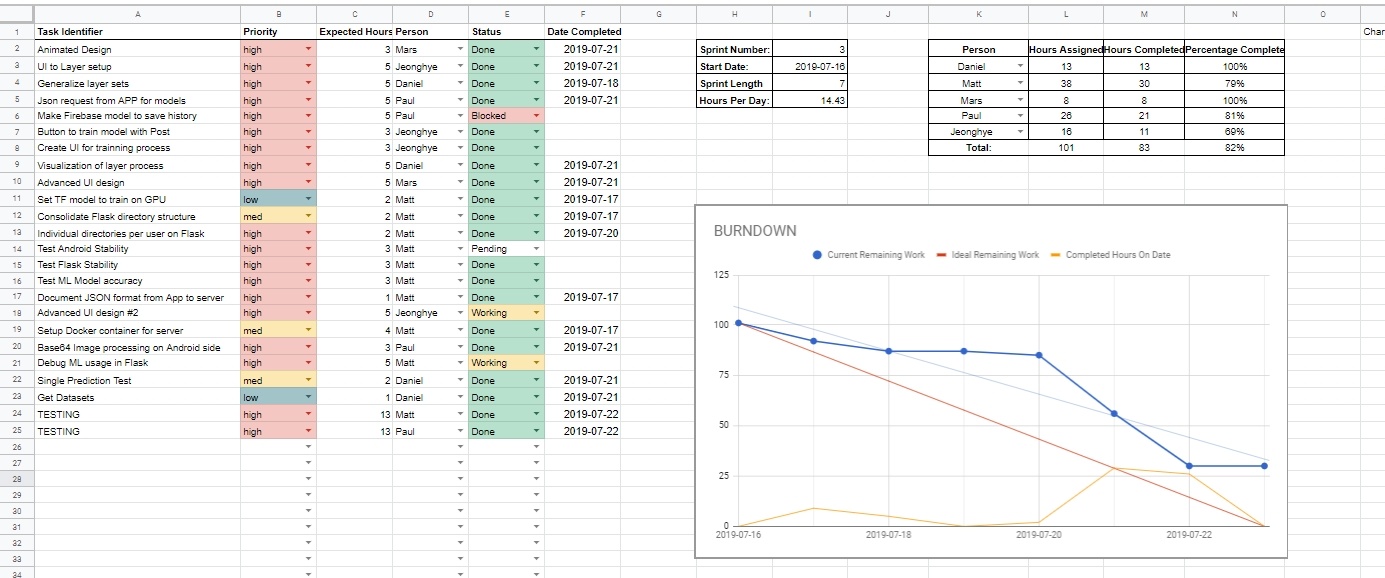 A B C D E F G H I J K L M N O
1 Task Identifier Priority Expected Hours Person Status Date Completed Char
2 Animated Design high 3 Mars Done 2019-07-21 Sprint Number: 3 Person Hours Assigned Hours Completed Percentage Complete
3 UI to Layer setup high 5 Jeonghye Done 2019-07-21 Start Date: 2019-07-16 Daniel 13 13 100%
4 Generalize layer sets high 5 Daniel Done 2019-07-18 Sprint Length 7 Matt 38 30 79%
5 Json request from APP for models high 5 Paul Done 2019-07-21 Hours Per Day: 14.43 Mars 8 8 100%
6 Make Firebase model to save history high 5 Paul Blocked Paul 26 21 81%
7 Button to train model with Post high 3 Jeonghye Done Jeonghye 16 11 69%
8 Create UI for trainning process high 3 Jeonghye Done Total: 101 83 82%
9 Visualization of layer process high 5 Daniel Done 2019-07-21
10 Advanced UI design high 5 Mars Done 2019-07-21
11 Set TF model to train on GPU low 2 Matt Done 2019-07-17
12 Consolidate Flask directory structure med 2 Matt Done 2019-07-17
13 Individual directories per user on Flask high 2 Matt Done 2019-07-20
14 Test Android Stability high 3 Matt Pending
15 Test Flask Stability high 3 Matt Done
16 Test ML Model accuracy high 3 Matt Done
17 Document JSON format from App to server high 1 Matt Done 2019-07-17
18 Advanced UI design #2 high 5 Jeonghye Working
19 Setup Docker container for server med 4 Matt Done 2019-07-17
20 Base64 Image processing on Android side high 3 Paul Done 2019-07-21
21 Debug ML usage in Flask high 5 Matt Working
22 Single Prediction Test med 2 Daniel Done 2019-07-21
23 Get Datasets low 1 Daniel Done 2019-07-21
24 TESTING high 13 Matt Done 2019-07-22
25 TESTING high 13 Paul Done 2019-07-22
26
27
28
29
30
31
32
33
34
BURNDOWN
Current Remaining Work Ideal Remaining Work Completed Hours On Date
125
100
75
50
25
0
2019-07-16 2019-07-18 2019-07-20 2019-07-22